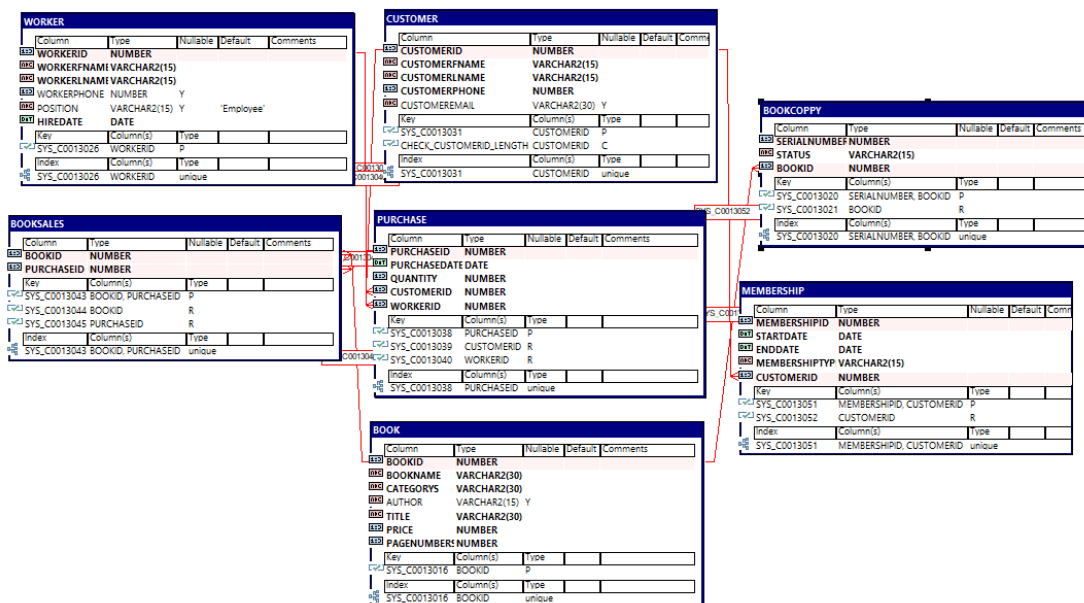 WORKER
Column Type Nullable Default Comments
WORKERID NUMBER
WORKERFNAME VARCHAR2(15)
WORKERLNAME VARCHAR2(15)
WORKERPHONE NUMBER Y
POSITION VARCHAR2(15) Y 'Employee'
HIREDATE DATE
Key Column(s) Type
SYS_C0013026 WORKERID P
Index Column(s) Type
SYS_C0013026 WORKERID unique
CUSTOMER
Column Type Nullable Default Comm
CUSTOMERID NUMBER
CUSTOMERFNAME VARCHAR2(15)
CUSTOMERLNAME VARCHAR2(15)
CUSTOMERPHONE NUMBER
CUSTOMEREMAIL VARCHAR2(30) Y
Key Column(s) Type
SYS_C0013031 CUSTOMERID P
CHECK_CUSTOMERID_LENGTH CUSTOMERID C
Index Column(s) Type
SYS_C0013031 CUSTOMERID unique
BOOKCOPPY
Column Type Nullable Default Comments
SERIALNUMBER NUMBER
STATUS VARCHAR2(15)
BOOKID NUMBER
Key Column(s) Type
SYS_C0013020 SERIALNUMBER, BOOKID P
SYS_C0013021 BOOKID R
Index Column(s) Type
SYS_C0013020 SERIALNUMBER, BOOKID unique
SYS_C0013052
BOOKSALES
Column Type Nullable Default Comments
BOOKID NUMBER
PURCHASEID NUMBER
Key Column(s) Type
SYS_C0013043 BOOKID, PURCHASEID P
SYS_C0013044 BOOKID R
SYS_C0013045 PURCHASEID R
Index Column(s) Type
SYS_C0013043 BOOKID, PURCHASEID unique
PURCHASE
Column Type Nullable Default Comments
PURCHASEID NUMBER
PURCHASEDATE DATE
QUANTITY NUMBER
CUSTOMERID NUMBER
WORKERID NUMBER
Key Column(s) Type
SYS_C0013038 PURCHASEID P
SYS_C0013039 CUSTOMERID R
SYS_C0013040 WORKERID R
Index Column(s) Type
SYS_C0013038 PURCHASEID unique
MEMBERSHIP
Column Type Nullable Default Comments
MEMBERSHIPID NUMBER
STARTDATE DATE
ENDDATE DATE
MEMBERSHIPTYP VARCHAR2(15)
CUSTOMERID NUMBER
Key Column(s) Type
SYS_C0013051 MEMBERSHIPID, CUSTOMERID P
SYS_C0013052 CUSTOMERID R
Index Column(s) Type
SYS_C0013051 MEMBERSHIPID, CUSTOMERID unique
BOOK
Column Type Nullable Default Comments
BOOKID NUMBER
BOOKNAME VARCHAR2(30)
CATEGORYS VARCHAR2(30)
AUTHOR VARCHAR2(15) Y
TITLE VARCHAR2(30)
PRICE NUMBER
PAGENUMBERS NUMBER
Key Column(s) Type
SYS_C0013016 BOOKID P
Index Column(s) Type
SYS_C0013016 BOOKID unique